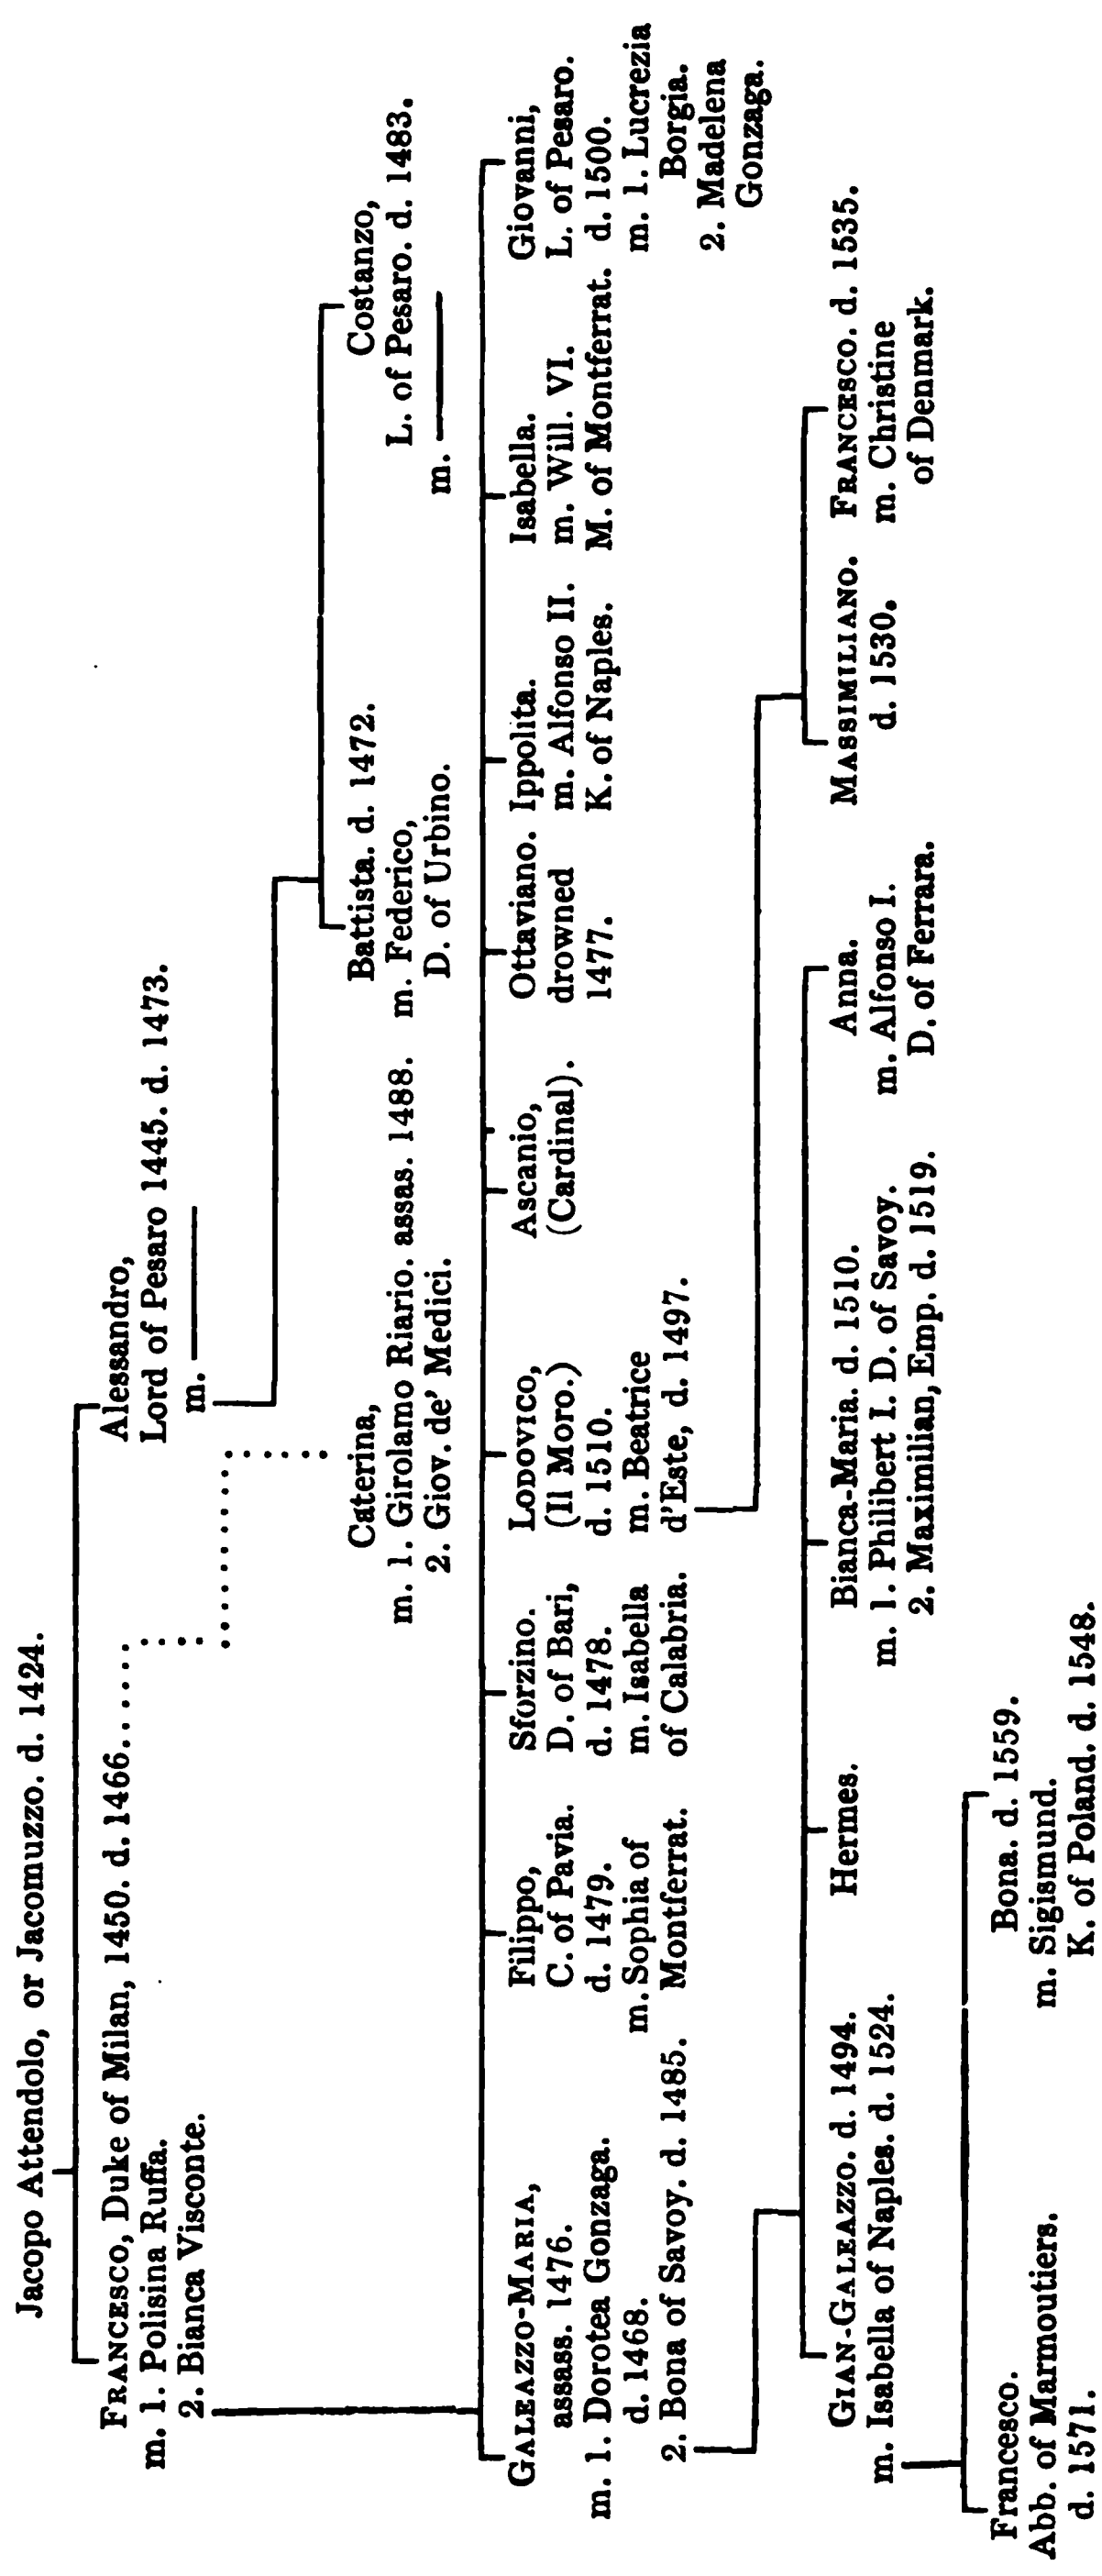 Jacopo Attendolo, or Jacomuzzo. d. 1424.
FRANCESCO, Duke of Milan, 1450. d. 1466......
m. 1. Polisina Ruffa.
2. Bianca Visconte.
Alessandro,
Lord of Pesaro 1445. d. 1473.
m. ———
Caterina,
m. 1. Girolamo Riario. assas. 1488.
2. Giov. de' Medici.
Battista. d. 1472.
m. Federico,
D. of Urbino.
Costanzo,
L. of Pesaro. d. 1483.
m. ———
GALEAZZO-MARIA,
assass. 1476.
m. 1. Dorotea Gonzaga.
d. 1468.
2. Bona of Savoy. d. 1485.
Filippo,
C. of Pavia.
d. 1479.
m. Sophia of
Montferrat.
Sforzino.
D. of Bari,
d. 1478.
m. Isabella
of Calabria.
LODOVICO,
(Il Moro.)
d. 1510.
m. Beatrice
d'Este, d. 1497.
Ascanio,
(Cardinal).
Ottaviano.
drowned
1477.
Ippolita.
m. Alfonso II.
K. of Naples.
Isabella.
m. Will. VI.
M. of Montferrat.
Giovanni,
L. of Pesaro.
d. 1500.
m. 1. Lucrezia
Borgia.
2. Madelena
Gonzaga.
GIAN-GALEAZZO. d. 1494.
m. Isabella of Naples. d. 1524.
Hermes.
Bianca-Maria. d. 1510.
m. 1. Philibert I. D. of Savoy.
2. Maximilian, Emp. d. 1519.
Anna.
m. Alfonso I.
D. of Ferrara.
MASSIMILIANO.
d. 1530.
FRANCESCO. d. 1535.
m. Christine
of Denmark.
Francesco.
Abb. of Marmoutiers.
d. 1571.
Bona. d. 1559.
m. Sigismund.
K. of Poland. d. 1548.